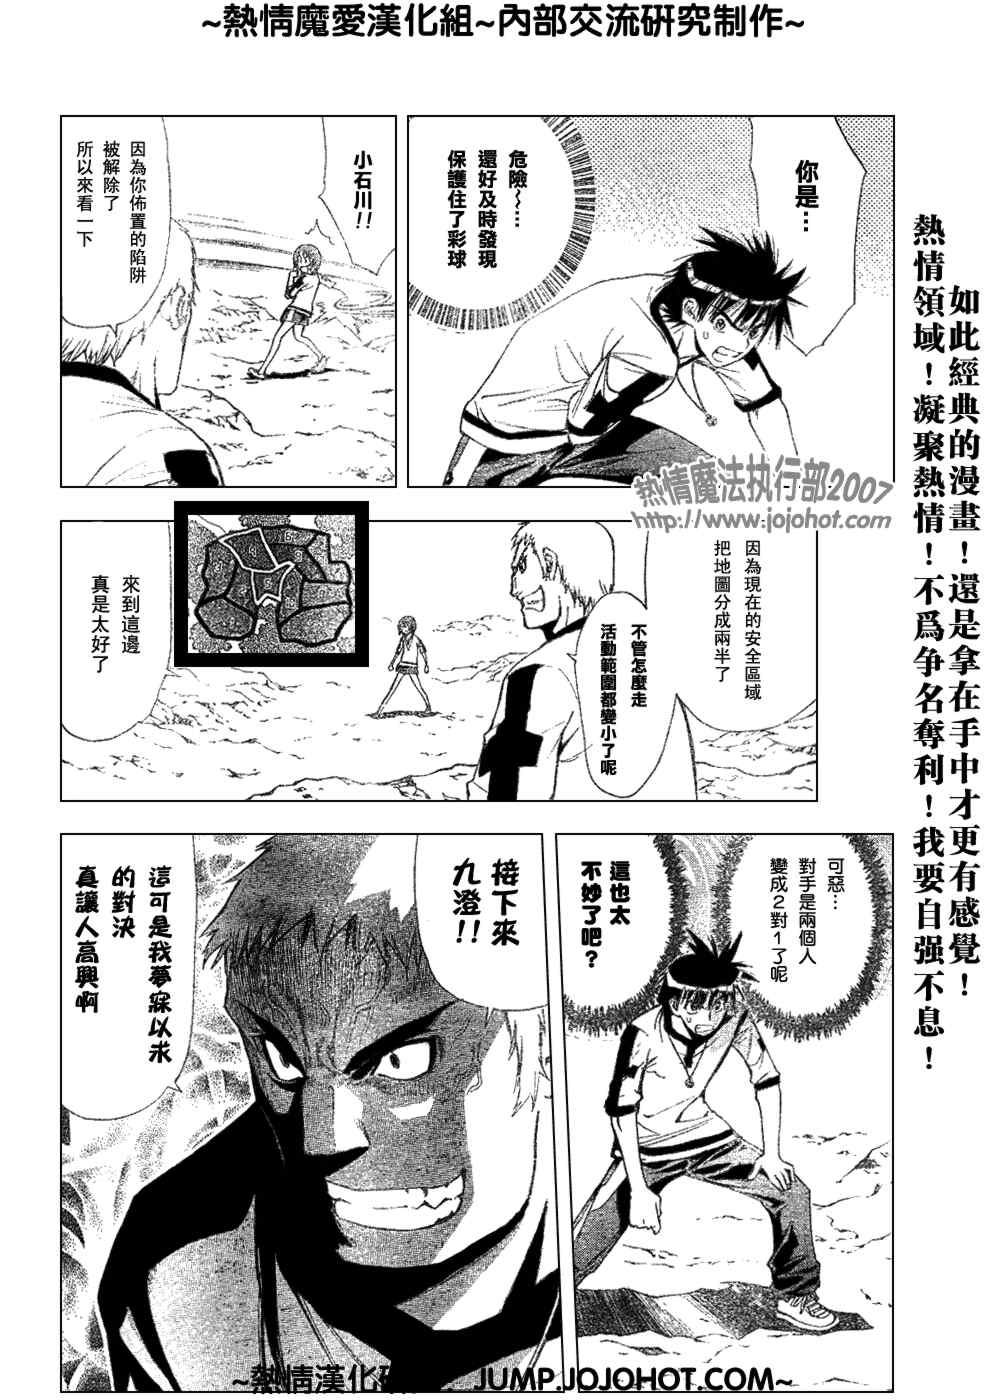 ~熱情魔愛漢化組~內部交流研究制作~
你是…
危險～…
還好及時發現
保護住了彩球
小石川!!
因為你佈置的陷阱
被解除了
所以來看一下
熱情魔法执行部2007
http://www.jojohot.com
因為現在的安全區域
把地圖分成兩半了
不管怎麼走
活動範圍都變小了呢
來到這邊
真是太好了
可惡…
對手是兩個人
變成2對1了呢
這也太
不妙了吧？
接下來
九澄!!
這可是我夢寐以求
的對決
真讓人高興啊
如此經典的漫畫！還是拿在手中才更有感覺！
熱情領域！凝聚熱情！不爲争名奪利！我要自强不息！
~熱情漢化研
JUMP.JOJOHOT.COM~